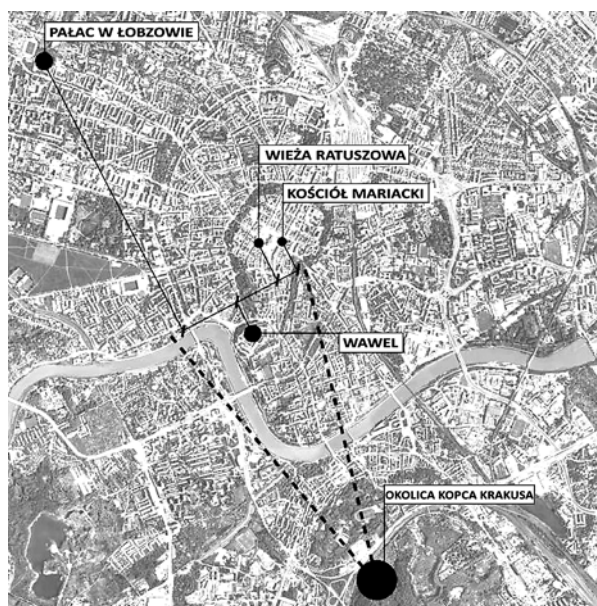 PAŁAC W ŁOBZOWIE
WIEŻA RATUSZOWA
KOŚCIÓŁ MARIACKI
WAWEL
OKOLICA KOPCA KRAKUSA